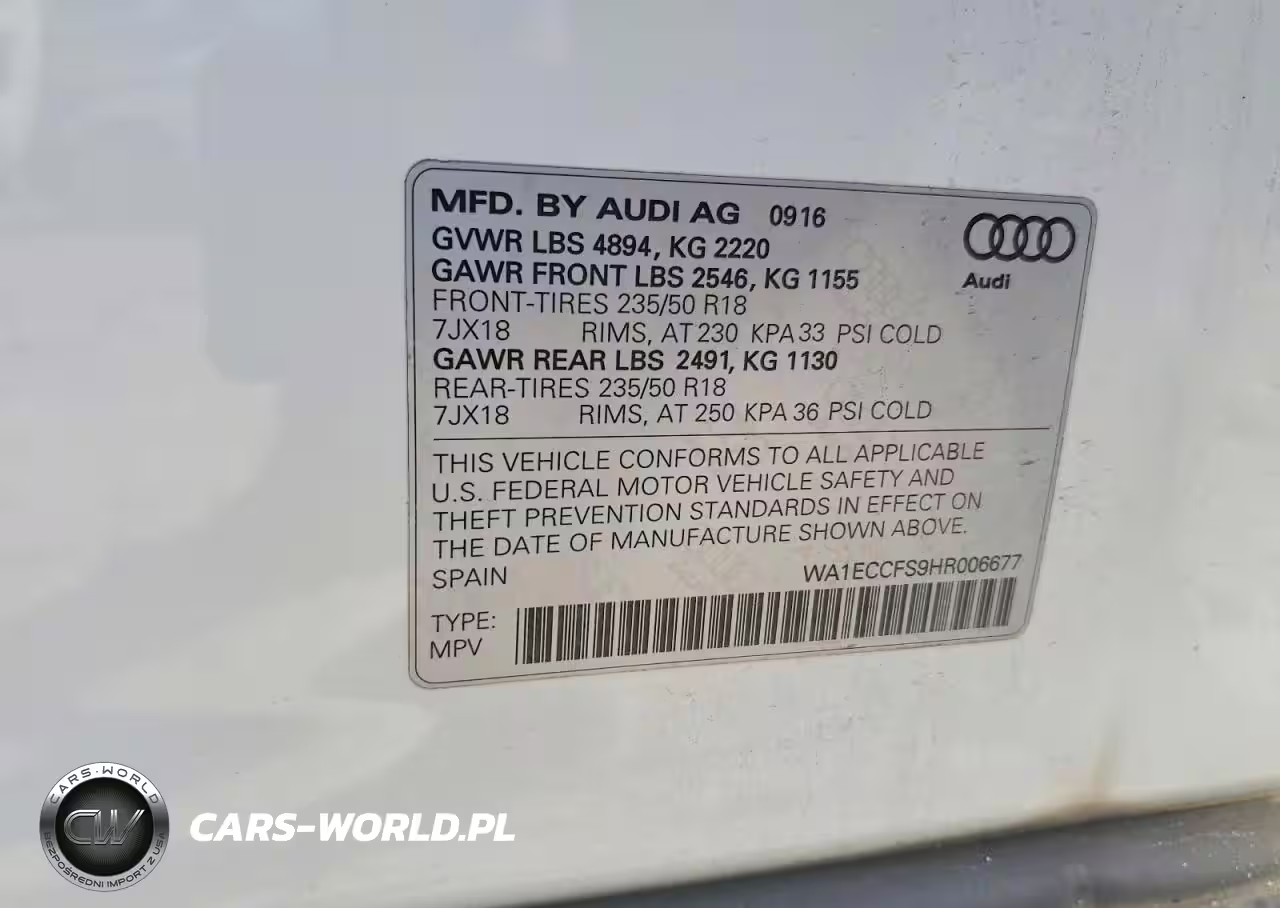 MFD. BY AUDI AG 0916
GVWR LBS 4894, KG 2220
GAWR FRONT LBS 2546, KG 1155
FRONT-TIRES 235/50 R18
7JX18 RIMS, AT 230 KPA 33 PSI COLD
GAWR REAR LBS 2491, KG 1130
REAR-TIRES 235/50 R18
7JX18 RIMS, AT 250 KPA 36 PSI COLD
Audi
THIS VEHICLE CONFORMS TO ALL APPLICABLE
U.S. FEDERAL MOTOR VEHICLE SAFETY AND
THEFT PREVENTION STANDARDS IN EFFECT ON
THE DATE OF MANUFACTURE SHOWN ABOVE.
SPAIN WA1ECCFS9HR006677
TYPE:
MPV
CARS-WORLD
CW
BEZPOŚREDNI IMPORT Z USA
CARS-WORLD.PL